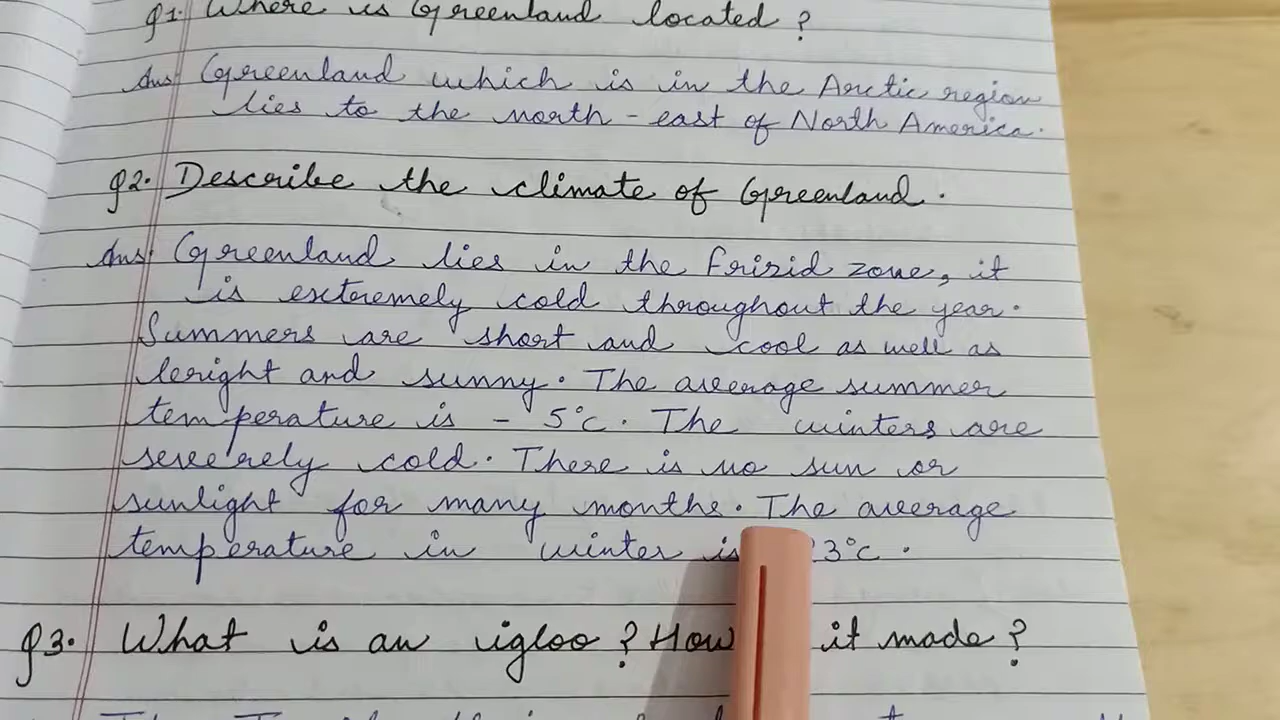 Q1. Where is Greenland located?
Ans: Greenland which is in the Arctic region
lies to the north-east of North America.
Q2. Describe the climate of Greenland.
Ans: Greenland lies in the frizid zone, it
is extremely cold throughout the year.
Summers are short and cool as well as
bright and sunny. The average summer
temperature is - 5°c. The winters are
severely cold. There is no sun or
sunlight for many months. The average
temperature in winter is 3°c.
Q3. What is an igloo? How it made?